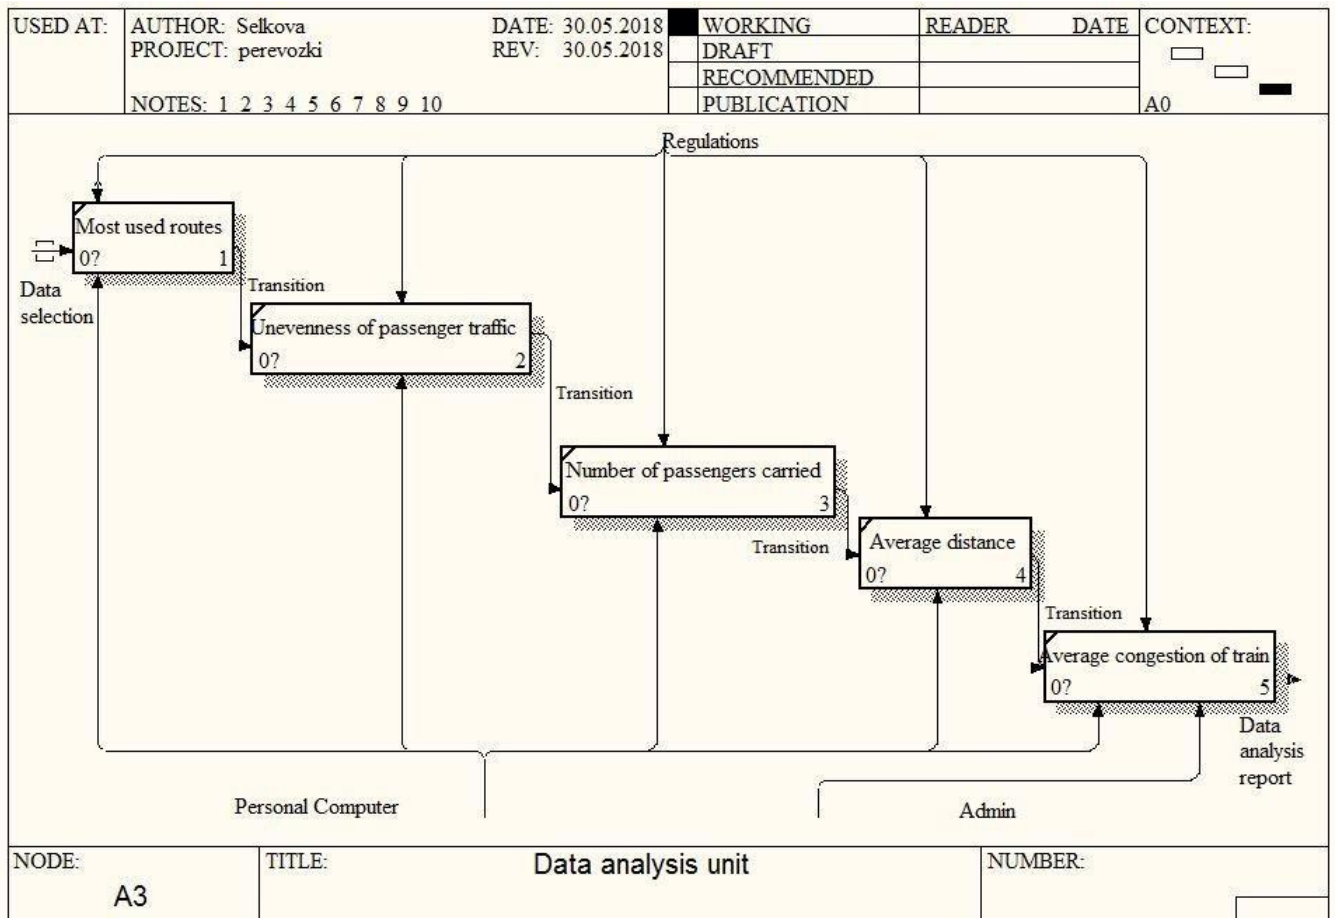 USED AT:
AUTHOR: Selkova
DATE: 30.05.2018
PROJECT: perevozki
REV: 30.05.2018
NOTES: 1 2 3 4 5 6 7 8 9 10
WORKING
DRAFT
RECOMMENDED
PUBLICATION
READER
DATE
CONTEXT:
A0
Regulations
Most used routes
0?
1
Data
selection
Transition
Unevenness of passenger traffic
0?
2
Transition
Number of passengers carried
0?
3
Transition
Average distance
0?
4
Transition
Average congestion of train
0?
5
Data
analysis
report
Personal Computer
Admin
NODE:
A3
TITLE:
Data analysis unit
NUMBER: